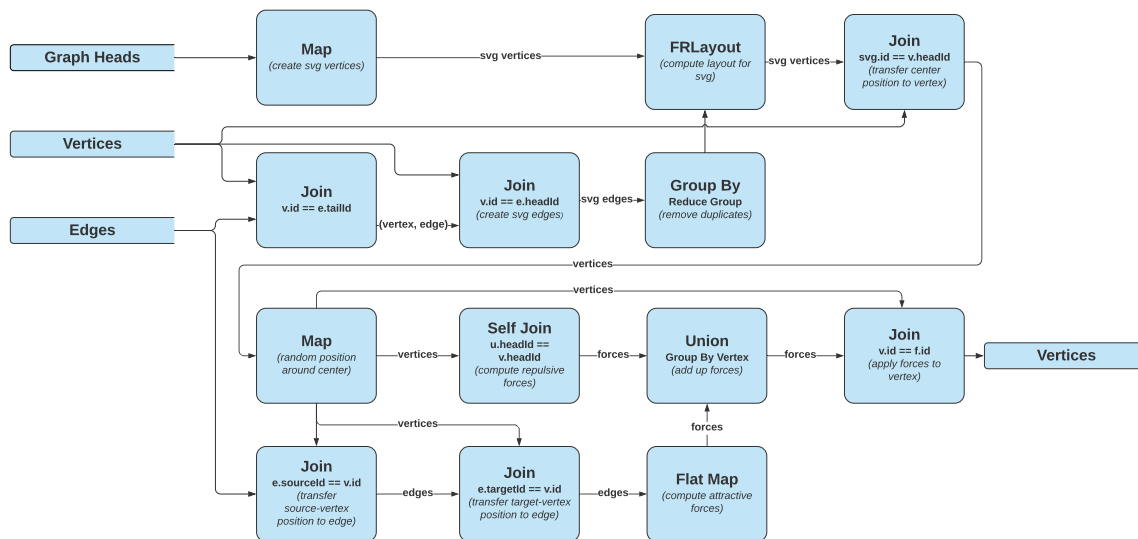 Graph Heads
Map
(create svg vertices)
svg vertices
FRLayout
(compute layout for
svg)
svg vertices
Join
svg.id == v.headId
(transfer center
position to vertex)
Vertices
Join
v.id == e.tailId
(vertex, edge)
Join
v.id == e.headId
(create svg edges)
svg edges
Group By
Reduce Group
(remove duplicates)
Edges
vertices
vertices
Map
(random position
around center)
vertices
Self Join
u.headId ==
v.headId
(compute repulsive
forces)
forces
Union
Group By Vertex
(add up forces)
forces
Join
v.id == f.id
(apply forces to
vertex)
Vertices
vertices
forces
Join
e.sourceId == v.id
(transfer
source-vertex
position to edge)
edges
Join
e.targetId == v.id
(transfer target-vertex
position to edge)
edges
Flat Map
(compute attractive
forces)